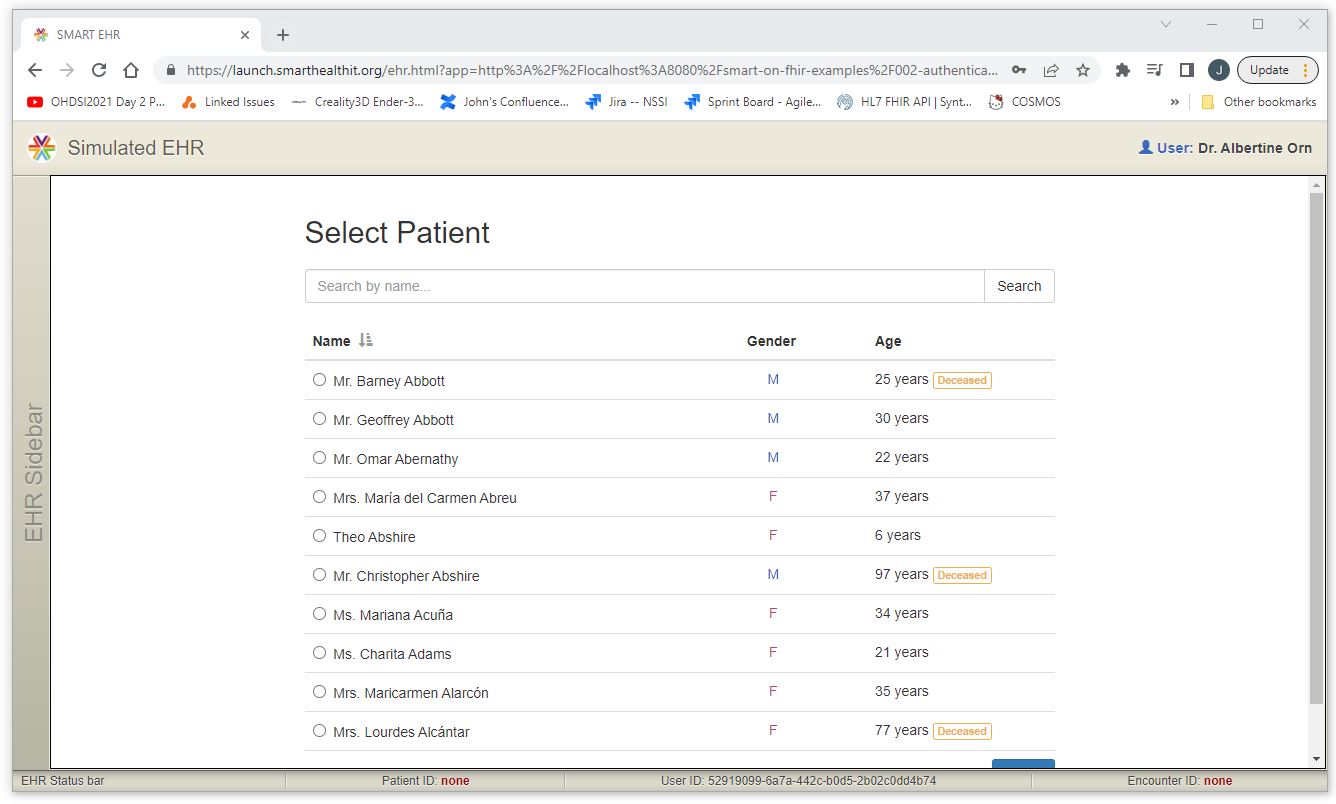 SMART EHR
https://launch.smarthealthit.org/ehr.html?app=http%3A%2F%2Flocalhost%3A8080%2Fsmart-on-fhir-examples%2F002-authentica... J Update
OHDSI2021 Day 2 P... Linked Issues Creality3D Ender-3... John's Confluence... Jira -- NSSI Sprint Board - Agile... HL7 FHIR API | Synt... COSMOS » Other bookmarks
Simulated EHR User: Dr. Albertine Orn
EHR Sidebar
Select Patient
Search by name... Search
Name Gender Age
Mr. Barney Abbott M 25 years Deceased
Mr. Geoffrey Abbott M 30 years
Mr. Omar Abernathy M 22 years
Mrs. María del Carmen Abreu F 37 years
Theo Abshire F 6 years
Mr. Christopher Abshire M 97 years Deceased
Ms. Mariana Acuña F 34 years
Ms. Charita Adams F 21 years
Mrs. Maricarmen Alarcón F 35 years
Mrs. Lourdes Alcántar F 77 years Deceased
EHR Status bar Patient ID: none User ID: 52919099-6a7a-442c-b0d5-2b02c0dd4b74 Encounter ID: none